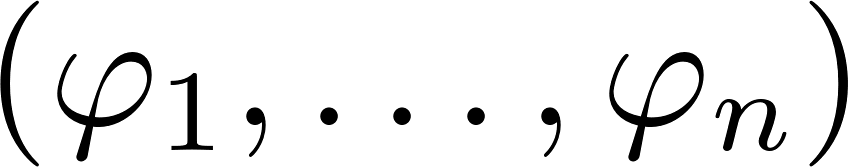 (φ₁, . . . , φₙ)